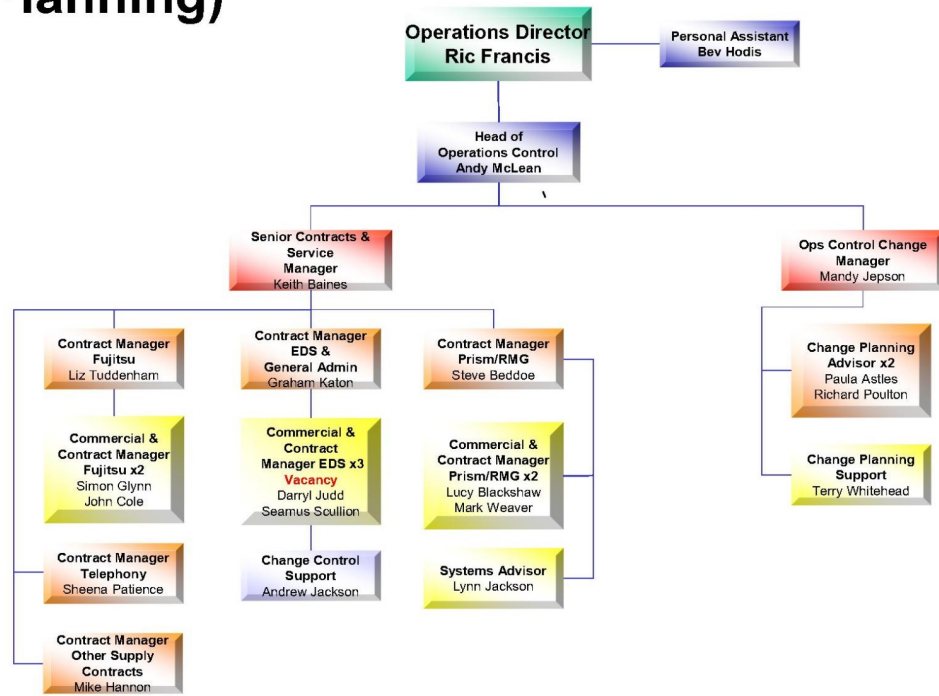 lanning)
Operations Director
Ric Francis
Personal Assistant
Bev Hodis
Head of
Operations Control
Andy McLean
Senior Contracts &
Service
Manager
Keith Baines
Ops Control Change
Manager
Mandy Jepson
Contract Manager
Fujitsu
Liz Tuddenham
Contract Manager
EDS &
General Admin
Graham Katon
Contract Manager
Prism/RMG
Steve Beddoe
Change Planning
Advisor x2
Paula Astles
Richard Poulton
Commercial &
Contract Manager
Fujitsu x2
Simon Glynn
John Cole
Commercial &
Contract
Manager EDS x3
Vacancy
Darryl Judd
Seamus Scullion
Commercial &
Contract Manager
Prism/RMG x2
Lucy Blackshaw
Mark Weaver
Change Planning
Support
Terry Whitehead
Contract Manager
Telephony
Sheena Patience
Change Control
Support
Andrew Jackson
Systems Advisor
Lynn Jackson
Contract Manager
Other Supply
Contracts
Mike Hannon